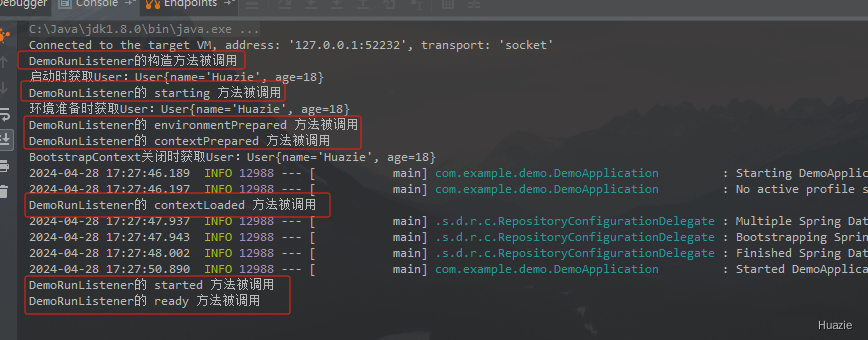 Debugger Console Endpoints
C:\Java\jdk1.8.0\bin\java.exe ...
Connected to the target VM, address: '127.0.0.1:52232', transport: 'socket'
DemoRunListener的构造方法被调用
启动时获取User：User{name='Huazie', age=18}
DemoRunListener的 starting 方法被调用
环境准备时获取User：User{name='Huazie', age=18}
DemoRunListener的 environmentPrepared 方法被调用
DemoRunListener的 contextPrepared 方法被调用
BootstrapContext关闭时获取User：User{name='Huazie', age=18}
2024-04-28 17:27:46.189 INFO 12988 --- [ main] com.example.demo.DemoApplication : Starting DemoApplic
2024-04-28 17:27:46.197 INFO 12988 --- [ main] com.example.demo.DemoApplication : No active profile s
DemoRunListener的 contextLoaded 方法被调用
2024-04-28 17:27:47.937 INFO 12988 --- [ main] .s.d.r.c.RepositoryConfigurationDelegate : Multiple Spring Dat
2024-04-28 17:27:47.943 INFO 12988 --- [ main] .s.d.r.c.RepositoryConfigurationDelegate : Bootstrapping Sprin
2024-04-28 17:27:48.002 INFO 12988 --- [ main] .s.d.r.c.RepositoryConfigurationDelegate : Finished Spring Dat
2024-04-28 17:27:50.890 INFO 12988 --- [ main] com.example.demo.DemoApplication : Started DemoApplica
DemoRunListener的 started 方法被调用
DemoRunListener的 ready 方法被调用
Huazie